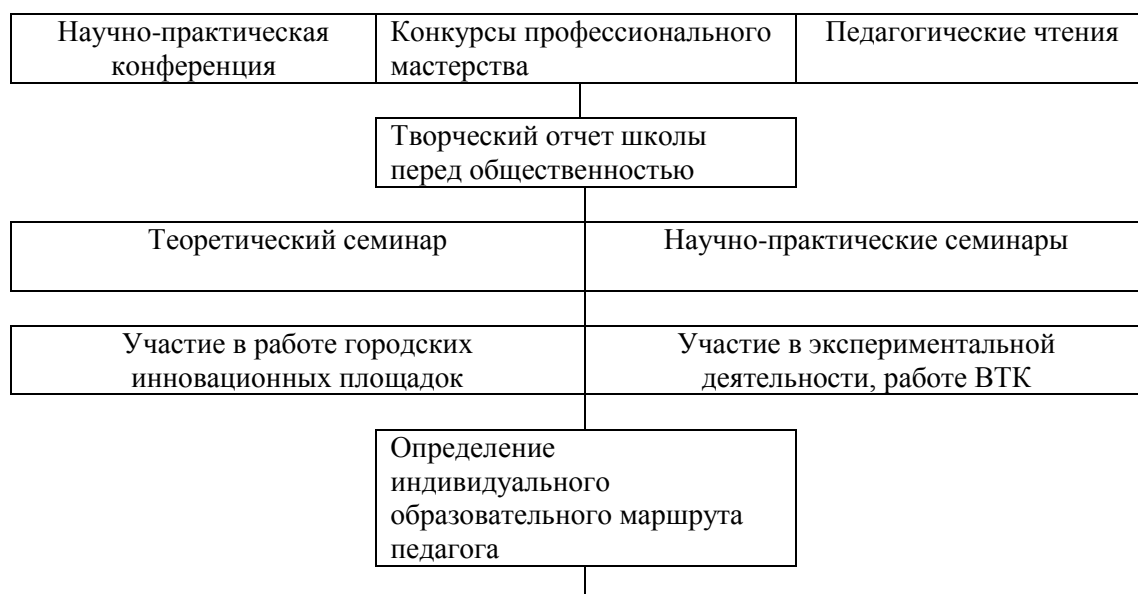 Научно-практическая
конференция
Конкурсы профессионального
мастерства
Педагогические чтения
Творческий отчет школы
перед общественностью
Теоретический семинар
Научно-практические семинары
Участие в работе городских
инновационных площадок
Участие в экспериментальной
деятельности, работе ВТК
Определение
индивидуального
образовательного маршрута
педагога